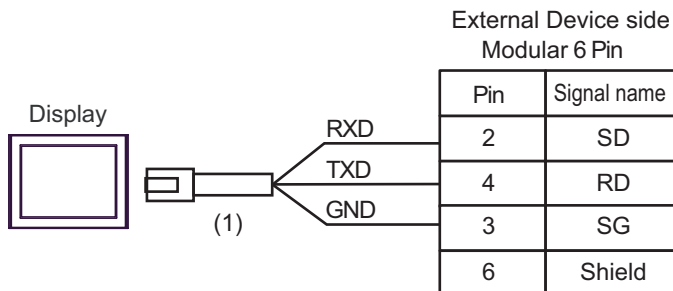 External Device side
Modular 6 Pin
Display
Pin Signal name
RXD 2 SD
TXD 4 RD
GND 3 SG
6 Shield
(1)